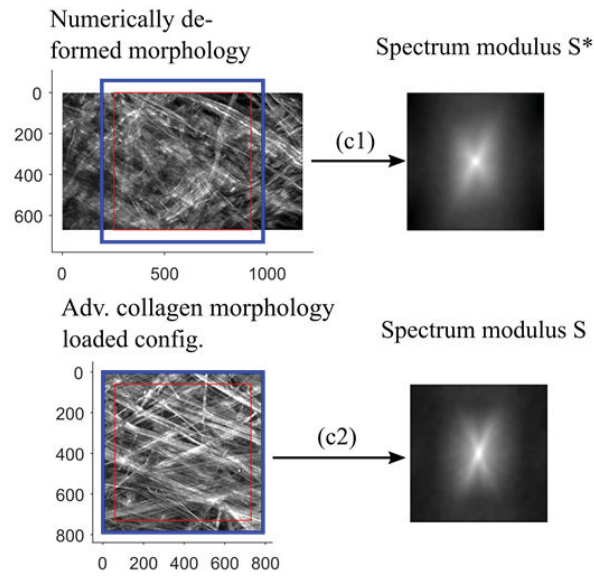 Numerically de-
formed morphology
Spectrum modulus S*
0
200
400
600
0
500
1000
(c1)
Adv. collagen morphology
loaded config.
Spectrum modulus S
0
200
400
600
800
0 200 400 600 800
(c2)